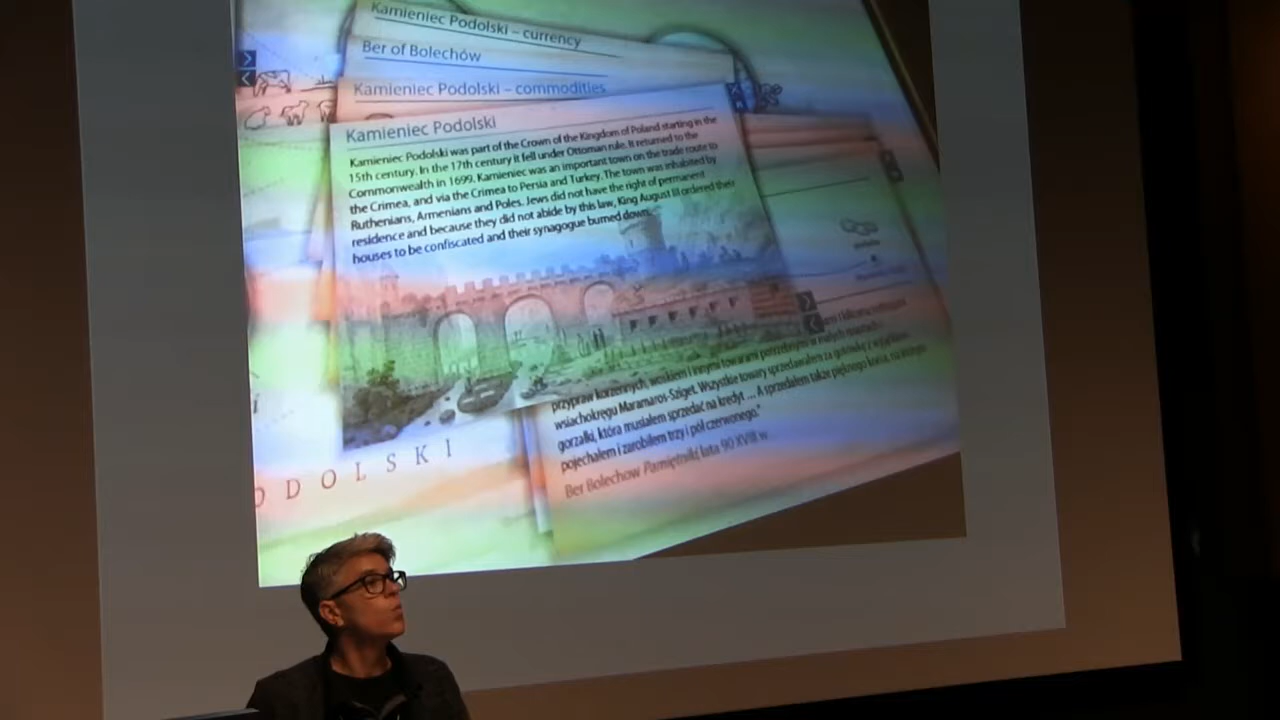 Kamieniec Podolski – currency
Ber of Bolechów
Kamieniec Podolski – commodities
Kamieniec Podolski
Kamieniec Podolski was part of the Crown of the Kingdom of Poland starting in the
15th century. In the 17th century it fell under Ottoman rule. It returned to the
Commonwealth in 1699. Kamieniec was an important town on the trade route to
the Crimea, and via the Crimea to Persia and Turkey. The town was inhabited by
Ruthenians, Armenians and Poles. Jews did not have the right of permanent
residence and because they did not abide by this law, King August III ordered their
houses to be confiscated and their synagogue burned down.
przypraw korzennych, woskiem i innymi towarami potrzebnymi w małych miastach
wsiachokręgu Maramaros-Sziget. Wszystkie towary sprzedawałem za gotówkę z wyjątkiem
gorzałki, która musiałem sprzedać na kredyt ... A sprzedałem także pięknego konia, na którym
pojechałem i zarobiłem trzy i pół czerwonego."
Ber Bolechow Pamiętniki, lata 90 XVIII w.
ODOLSKI